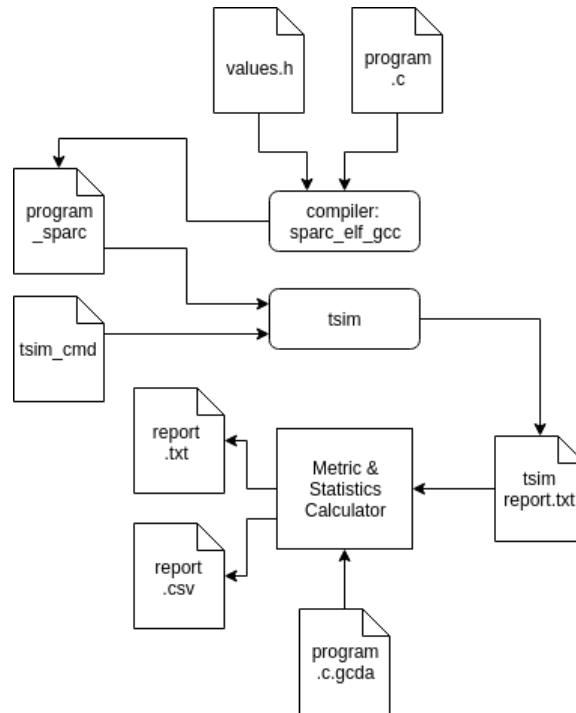 values.h
program
.c
compiler:
sparc_elf_gcc
program
_sparc
tsim
tsim_cmd
report
.txt
Metric &
Statistics
Calculator
tsim
report.txt
report
.csv
program
.c.gcda